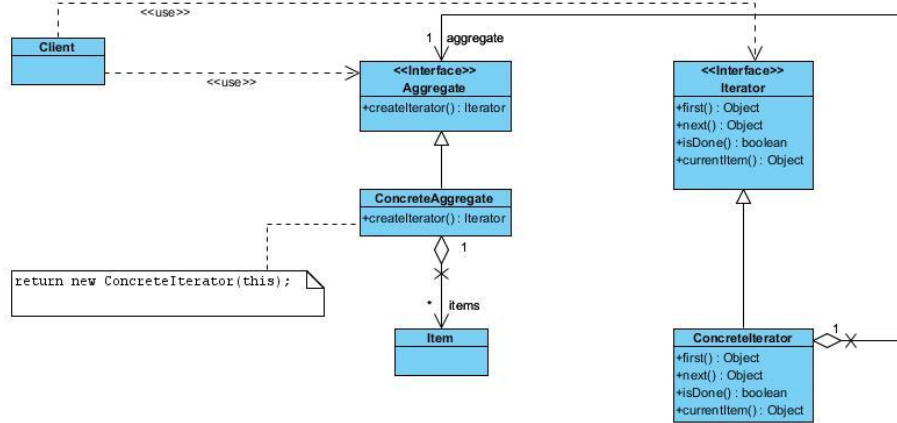 <<use>>
1 aggregate
Client
<<use>>
<<Interface>>
Aggregate
+createIterator() : Iterator
<<Interface>>
Iterator
+first() : Object
+next() : Object
+isDone() : boolean
+currentItem() : Object
ConcreteAggregate
+createIterator() : Iterator
1
return new ConcreteIterator(this);
* items
Item
ConcreteIterator
+first() : Object
+next() : Object
+isDone() : boolean
+currentItem() : Object
1